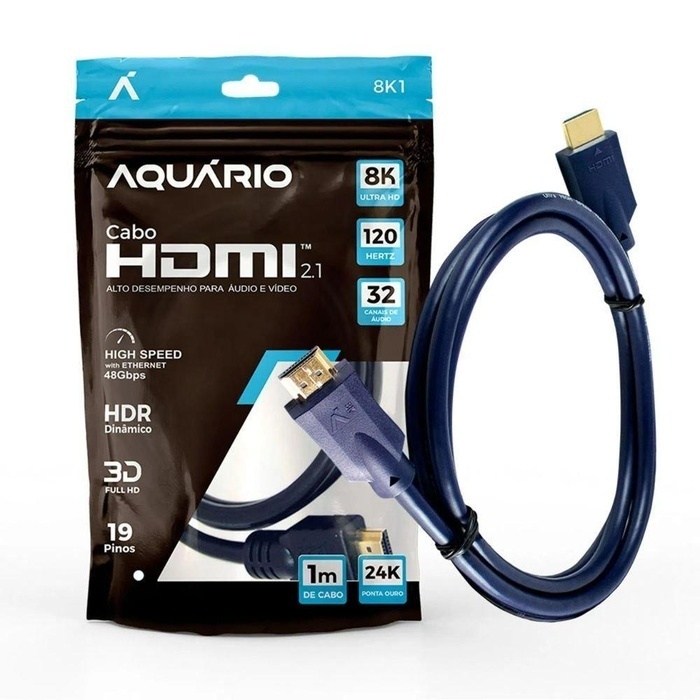 8K1
AQUÁRIO
Cabo
HDMI™ 2.1
ALTO DESEMPENHO PARA ÁUDIO E VÍDEO
8K
ULTRA HD
120
HERTZ
32
CANAIS DE
ÁUDIO
HIGH SPEED
with ETHERNET
48Gbps
HDR
Dinâmico
3D
FULL HD
19
Pinos
1m
DE CABO
24K
PONTA OURO
HDMI